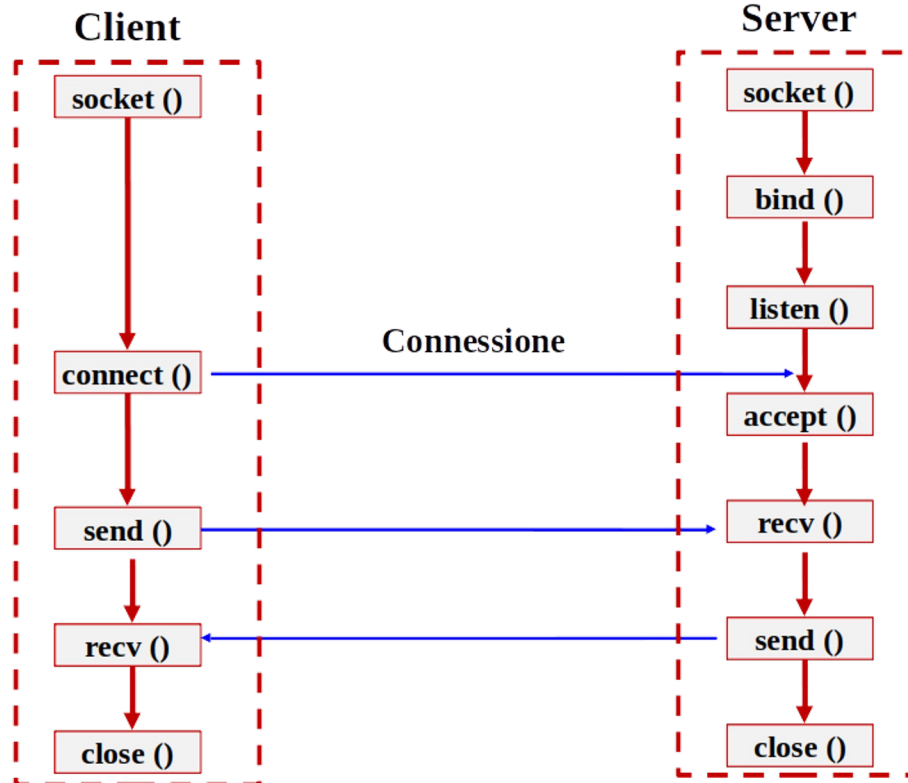 Client
Server
socket ()
connect ()
send ()
recv ()
close ()
Connessione
socket ()
bind ()
listen ()
accept ()
recv ()
send ()
close ()